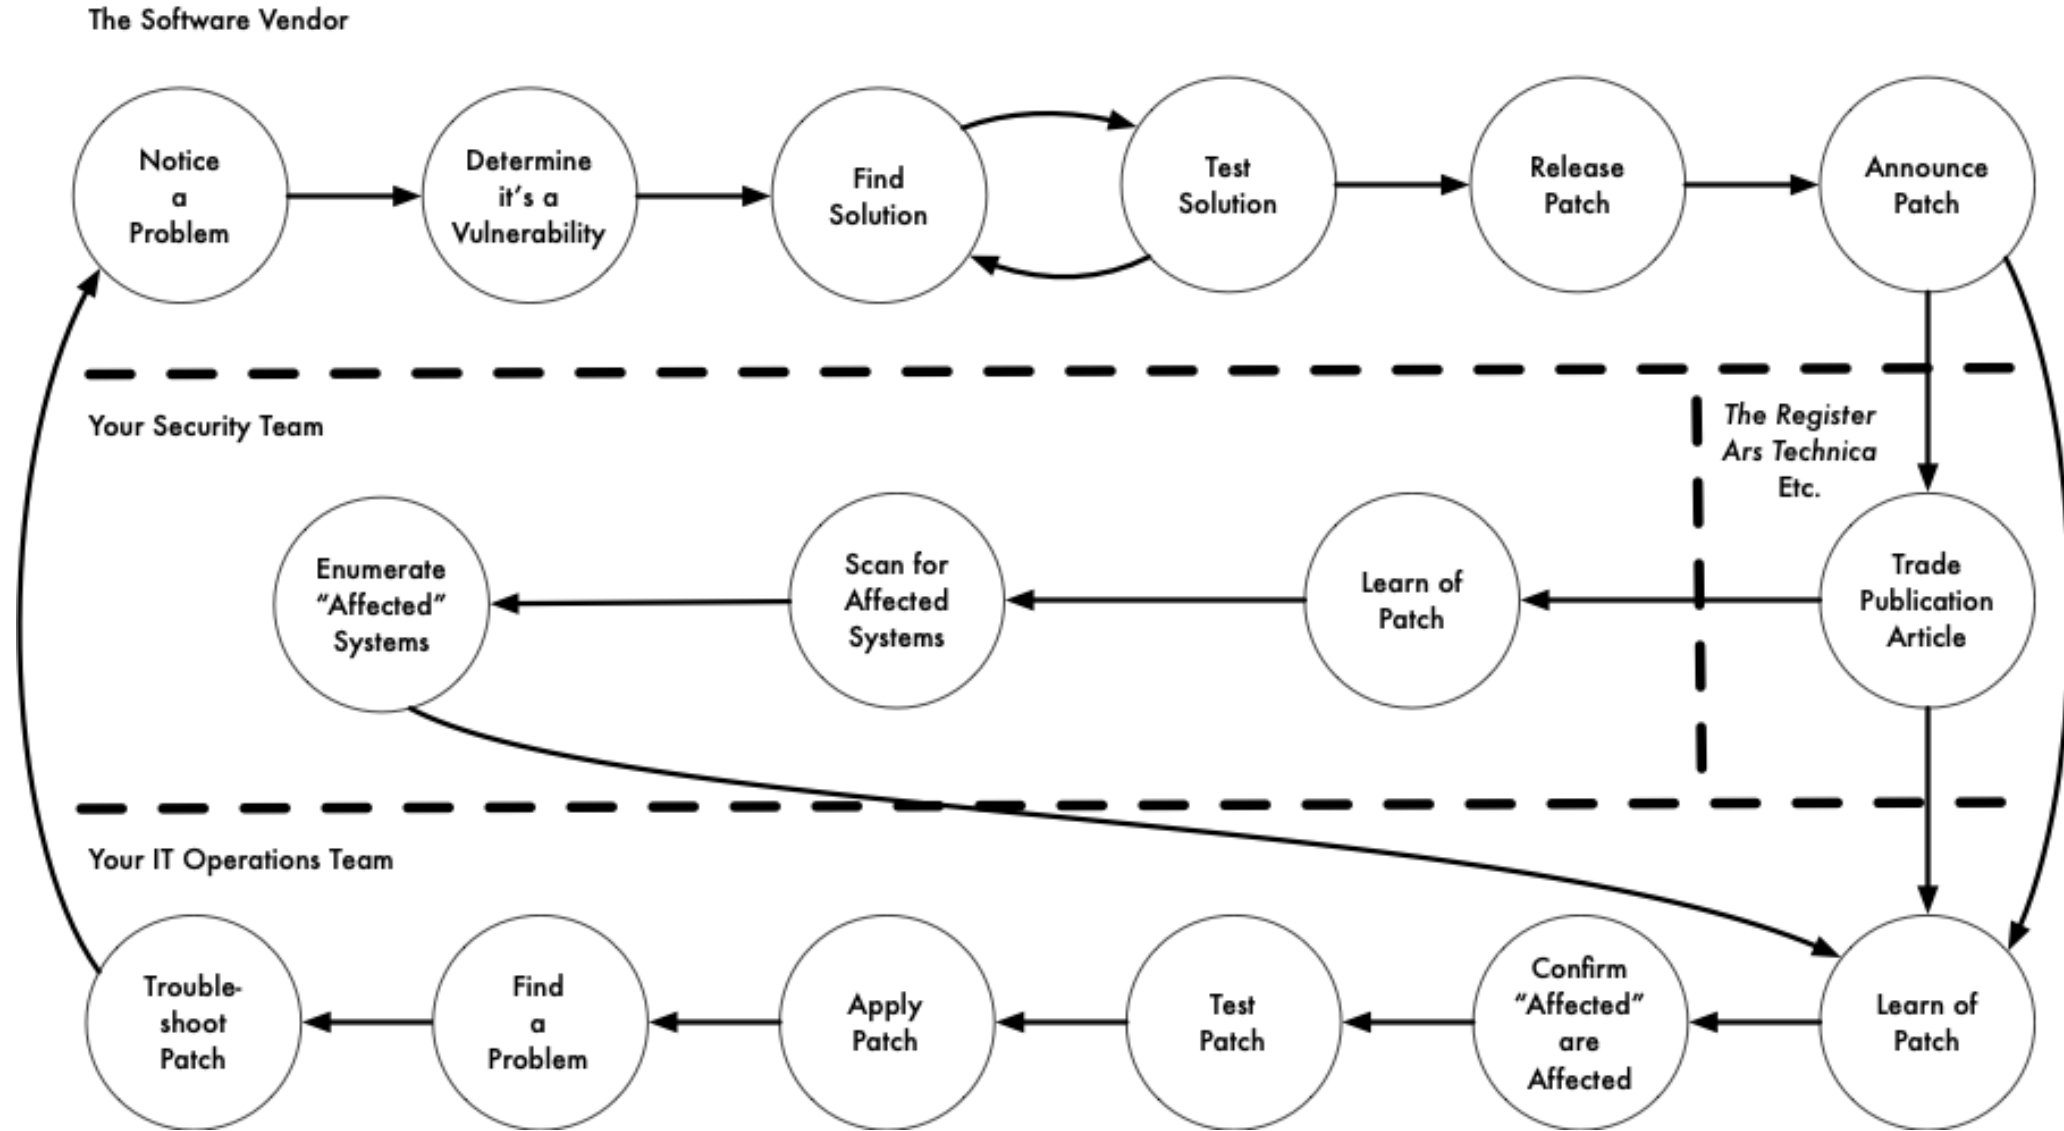 The Software Vendor
Notice
a
Problem
Determine
it's a
Vulnerability
Find
Solution
Test
Solution
Release
Patch
Announce
Patch
Your Security Team
The Register
Ars Technica
Etc.
Enumerate
“Affected”
Systems
Scan for
Affected
Systems
Learn of
Patch
Trade
Publication
Article
Your IT Operations Team
Trouble-
shoot
Patch
Find
a
Problem
Apply
Patch
Test
Patch
Confirm
“Affected”
are
Affected
Learn of
Patch